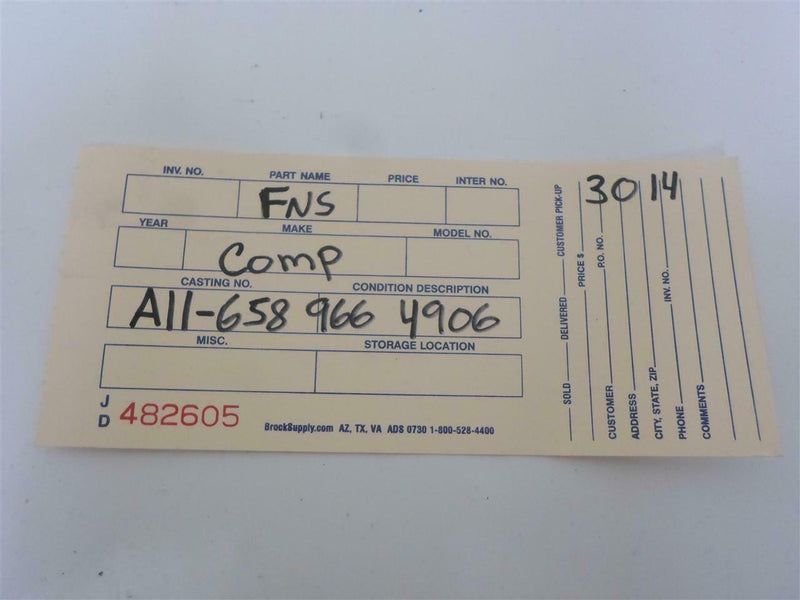 INV. NO. PART NAME PRICE INTER NO.
FNS
YEAR MAKE MODEL NO.
Comp
CASTING NO. CONDITION DESCRIPTION
A11-658 966 4906
MISC. STORAGE LOCATION
JD 482605
BrockSupply.com AZ, TX, VA ADS 0730 1-800-528-4400
3014
SOLD DELIVERED CUSTOMER PICK-UP
PRICE $
CUSTOMER P.O. NO.
ADDRESS
CITY, STATE, ZIP INV. NO.
PHONE
COMMENTS